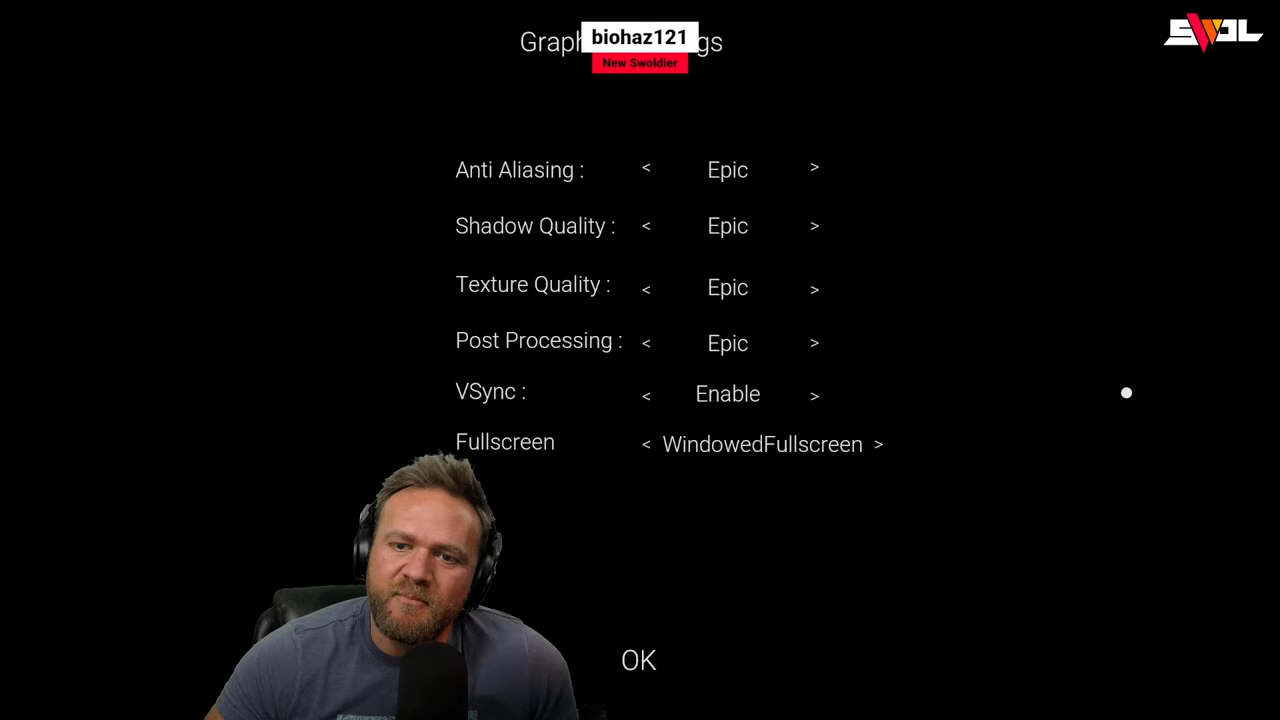 Graph gs
biohaz121
New Swoldier
SWOL
Anti Aliasing : < Epic >
Shadow Quality : < Epic >
Texture Quality : < Epic >
Post Processing : < Epic >
VSync : < Enable >
Fullscreen < WindowedFullscreen >
OK